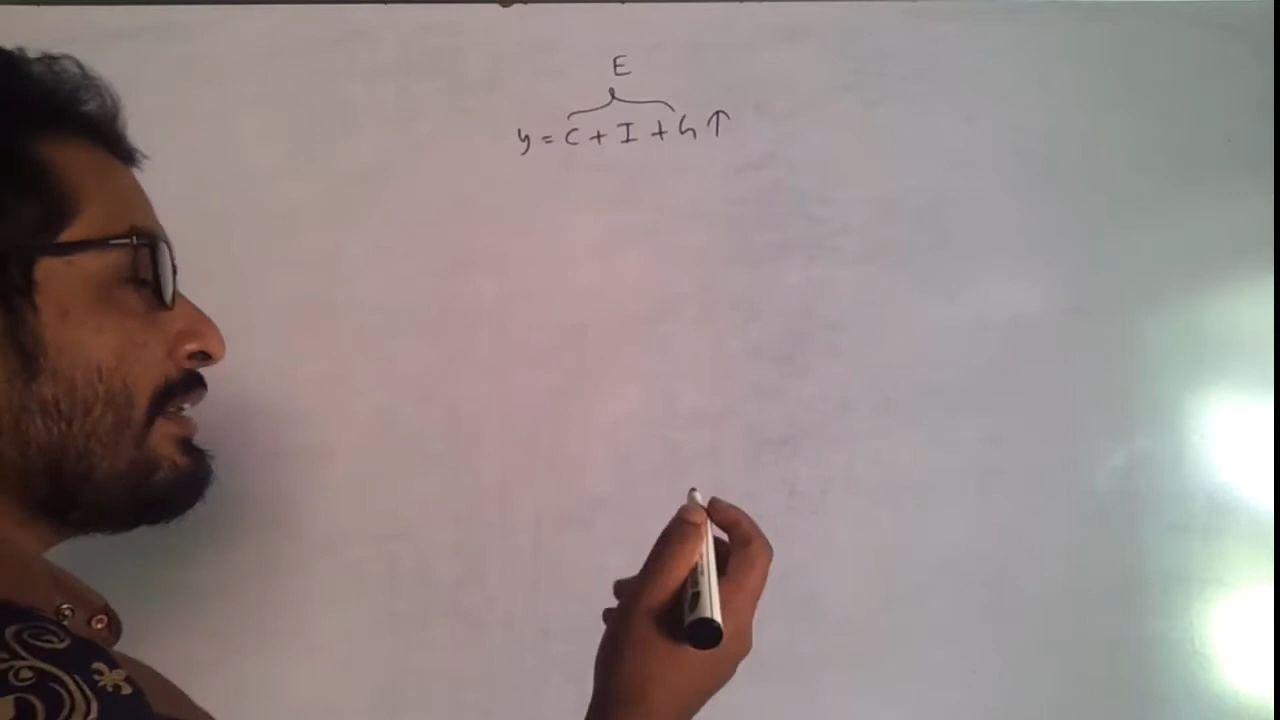 E
y = C + I + G ↑